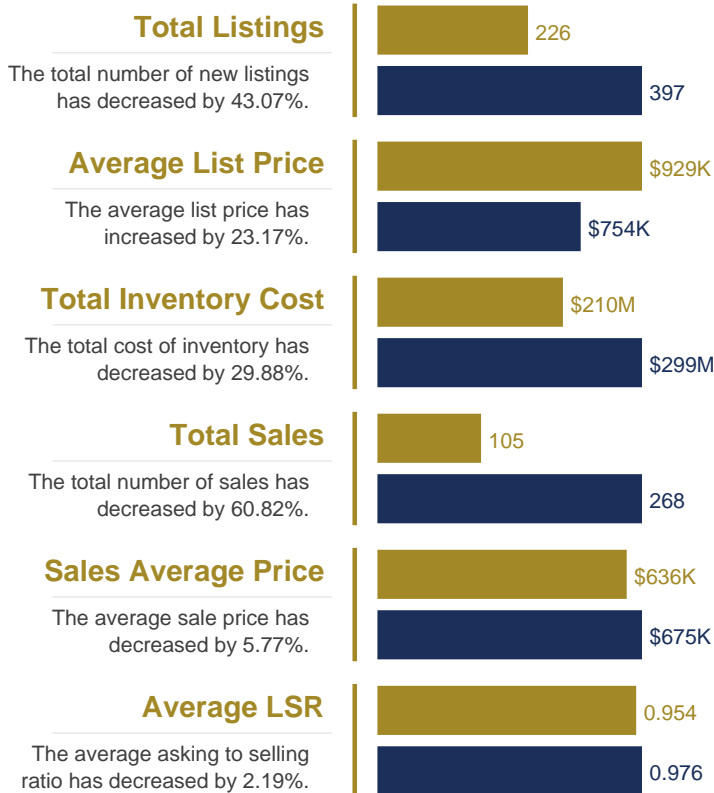 Total Listings
The total number of new listings
has decreased by 43.07%.
226
397
Average List Price
The average list price has
increased by 23.17%.
$929K
$754K
Total Inventory Cost
The total cost of inventory has
decreased by 29.88%.
$210M
$299M
Total Sales
The total number of sales has
decreased by 60.82%.
105
268
Sales Average Price
The average sale price has
decreased by 5.77%.
$636K
$675K
Average LSR
The average asking to selling
ratio has decreased by 2.19%.
0.954
0.976